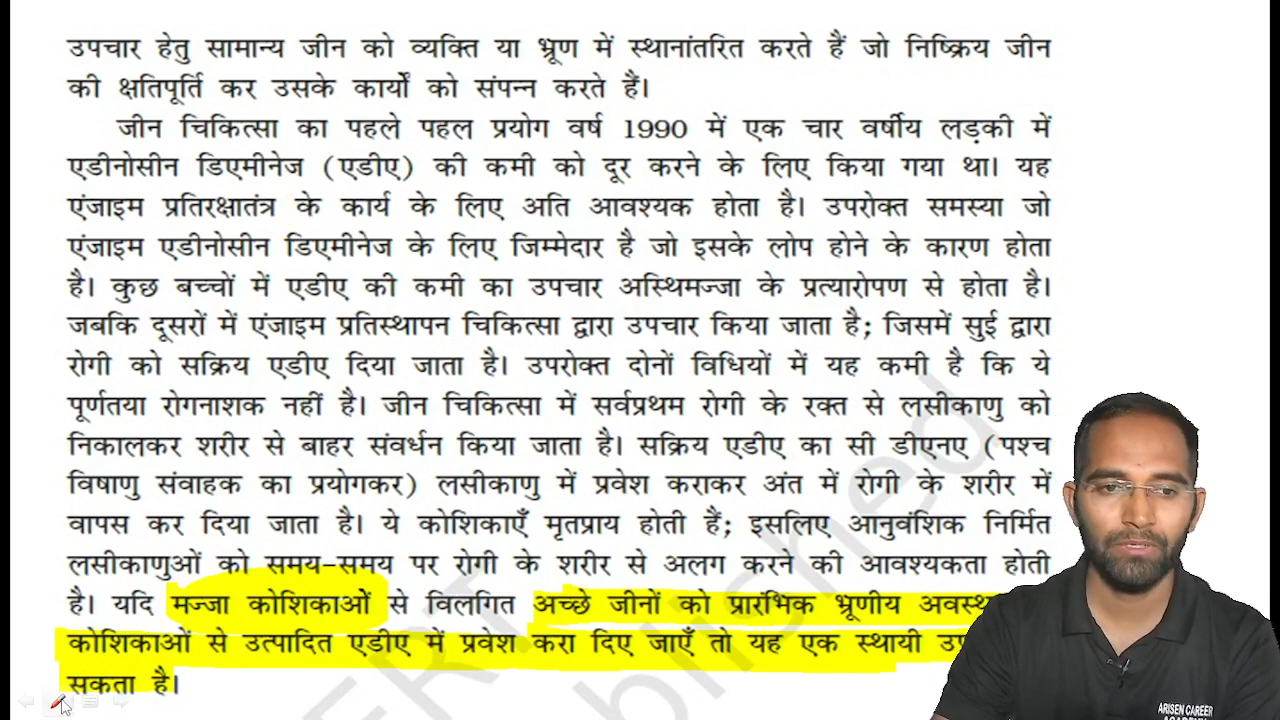 उपचार हेतु सामान्य जीन को व्यक्ति या भ्रूण में स्थानांतरित करते हैं जो निष्क्रिय जीन
की क्षतिपूर्ति कर उसके कार्यों को संपन्न करते हैं।
जीन चिकित्सा का पहले पहल प्रयोग वर्ष 1990 में एक चार वर्षीय लड़की में
एडीनोसीन डिएमीनेज (एडीए) की कमी को दूर करने के लिए किया गया था। यह
एंजाइम प्रतिरक्षातंत्र के कार्य के लिए अति आवश्यक होता है। उपरोक्त समस्या जो
एंजाइम एडीनोसीन डिएमीनेज के लिए जिम्मेदार है जो इसके लोप होने के कारण होता
है। कुछ बच्चों में एडीए की कमी का उपचार अस्थिमज्जा के प्रत्यारोपण से होता है।
जबकि दूसरों में एंजाइम प्रतिस्थापन चिकित्सा द्वारा उपचार किया जाता है; जिसमें सुई द्वारा
रोगी को सक्रिय एडीए दिया जाता है। उपरोक्त दोनों विधियों में यह कमी है कि ये
पूर्णतया रोगनाशक नहीं है। जीन चिकित्सा में सर्वप्रथम रोगी के रक्त से लसीकाणु को
निकालकर शरीर से बाहर संवर्धन किया जाता है। सक्रिय एडीए का सी डीएनए (पश्च
विषाणु संवाहक का प्रयोगकर) लसीकाणु में प्रवेश कराकर अंत में रोगी के शरीर में
वापस कर दिया जाता है। ये कोशिकाएँ मृतप्राय होती हैं; इसलिए आनुवंशिक निर्मित
लसीकाणुओं को समय-समय पर रोगी के शरीर से अलग करने की आवश्यकता होती
है। यदि मज्जा कोशिकाओं से विलगित अच्छे जीनों को प्रारंभिक भ्रूणीय
कोशिकाओं से उत्पादित एडीए में प्रवेश करा दिए जाएँ तो यह एक स्थायी
सकता है।
ARISEN CAREER